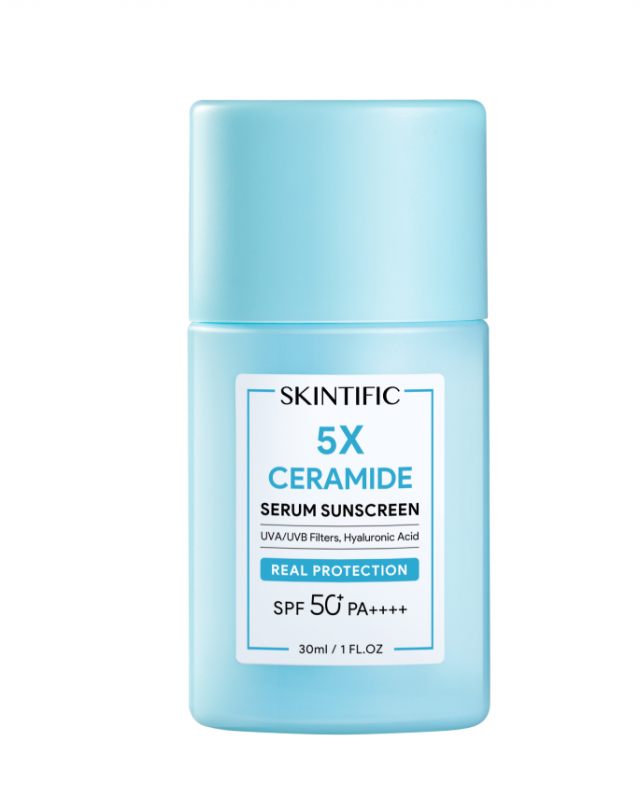 SKINTIFIC
5X
CERAMIDE
SERUM SUNSCREEN
UVA/UVB Filters, Hyaluronic Acid
REAL PROTECTION
SPF 50+ PA++++
30ml / 1 FL.OZ